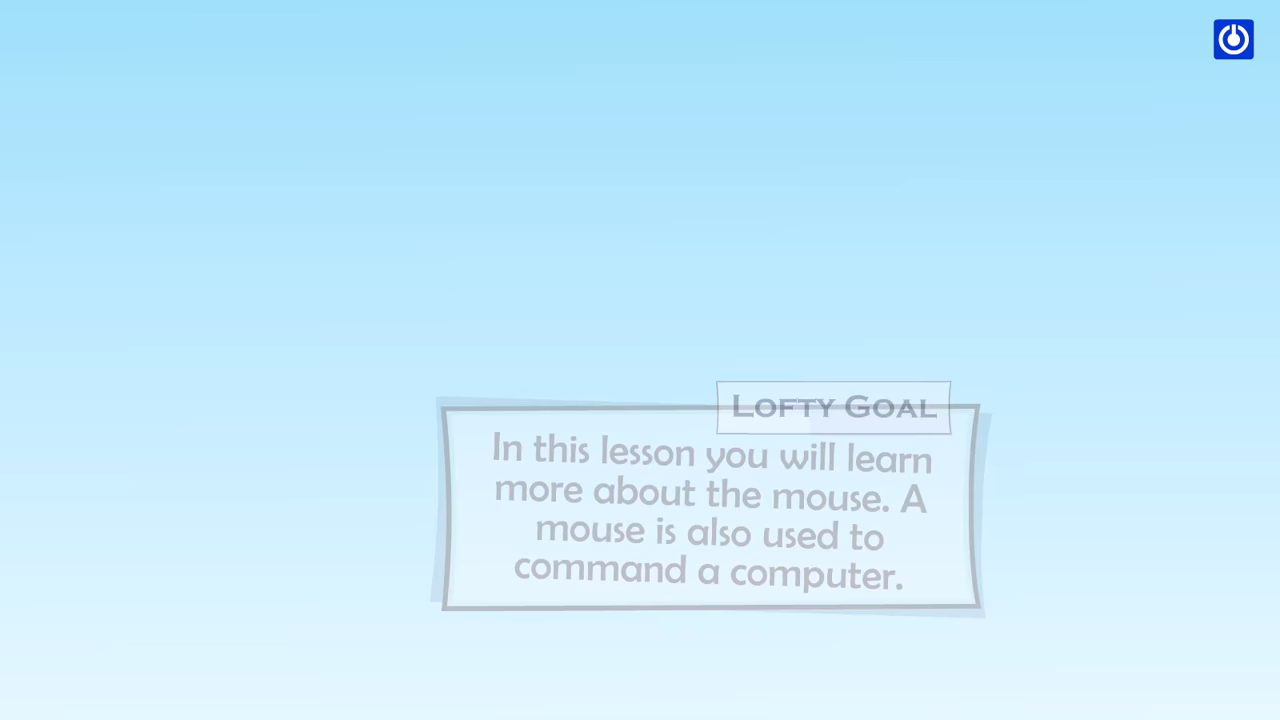 Lofty Goal
In this lesson you will learn
more about the mouse. A
mouse is also used to
command a computer.